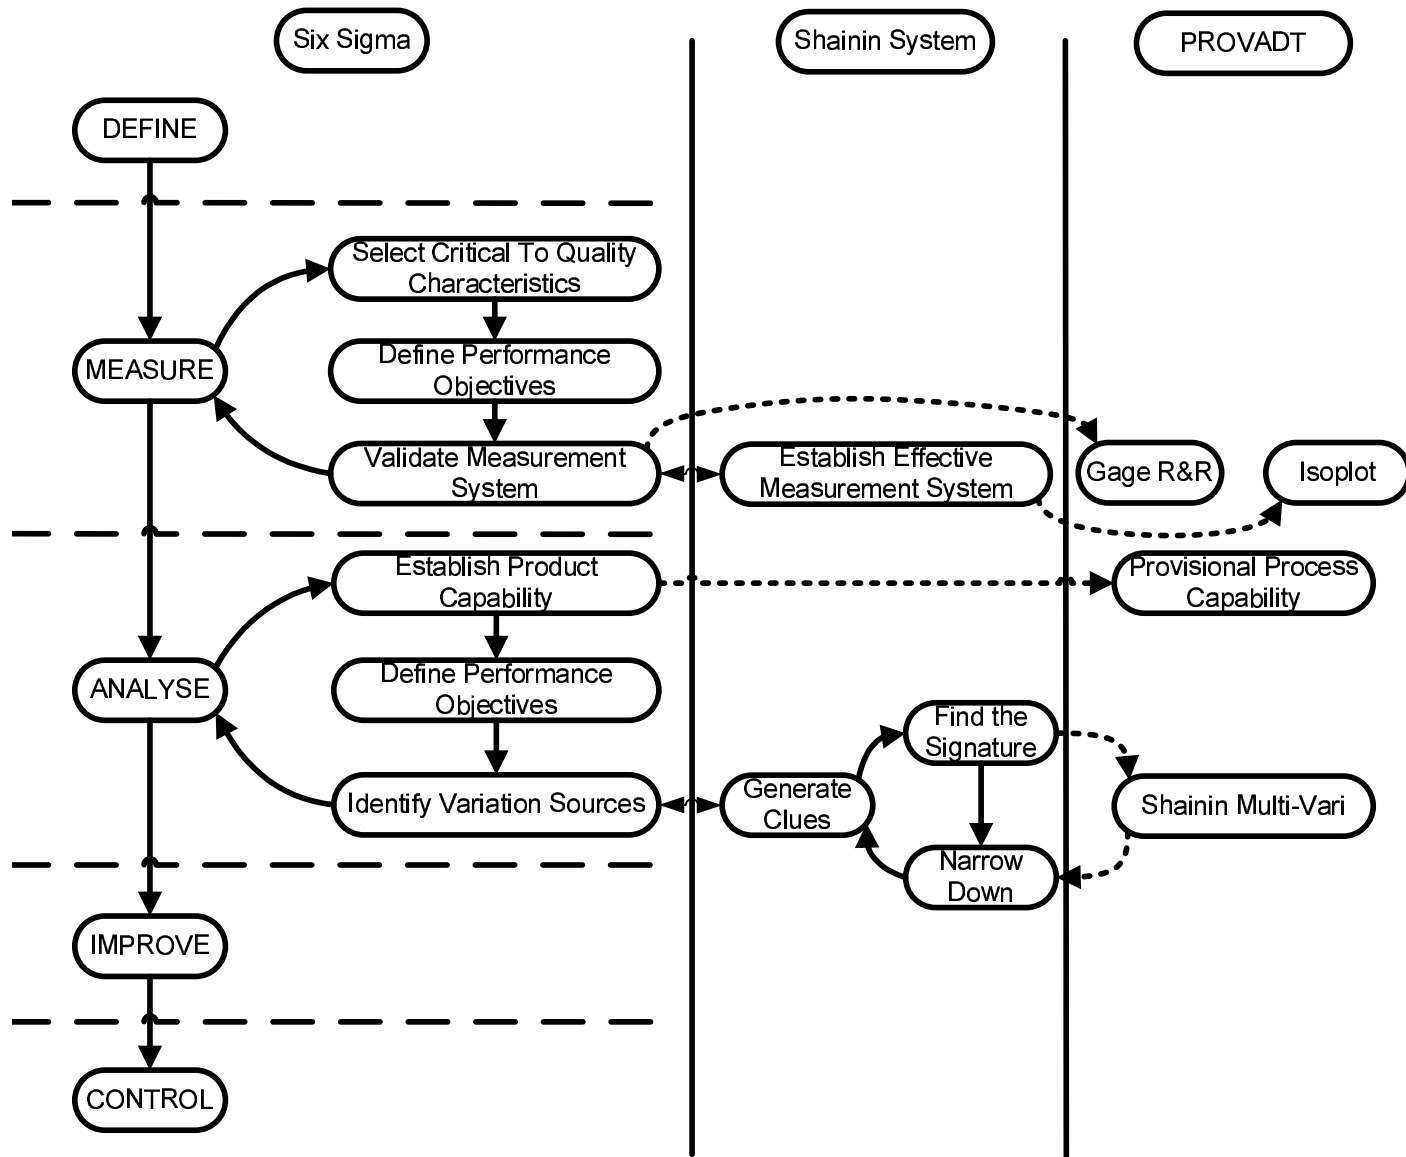 Six Sigma
Shainin System
PROVADT
DEFINE
Select Critical To Quality
Characteristics
MEASURE
Define Performance
Objectives
Validate Measurement
System
Establish Effective
Measurement System
Gage R&R
Isoplot
Establish Product
Capability
Provisional Process
Capability
ANALYSE
Define Performance
Objectives
Find the
Signature
Identify Variation Sources
Generate
Clues
Shainin Multi-Vari
Narrow
Down
IMPROVE
CONTROL